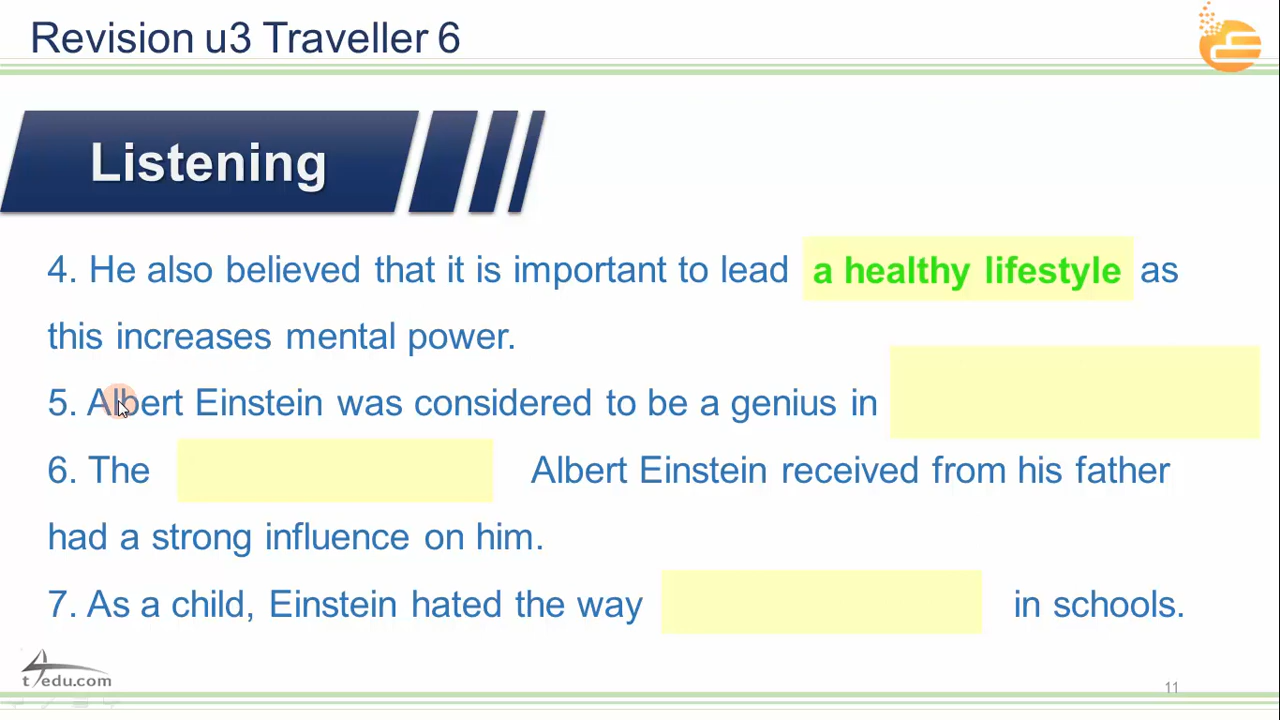 Revision u3 Traveller 6
Listening
4. He also believed that it is important to lead a healthy lifestyle as
this increases mental power.
5. Albert Einstein was considered to be a genius in
6. The Albert Einstein received from his father
had a strong influence on him.
7. As a child, Einstein hated the way in schools.
t4edu.com
11